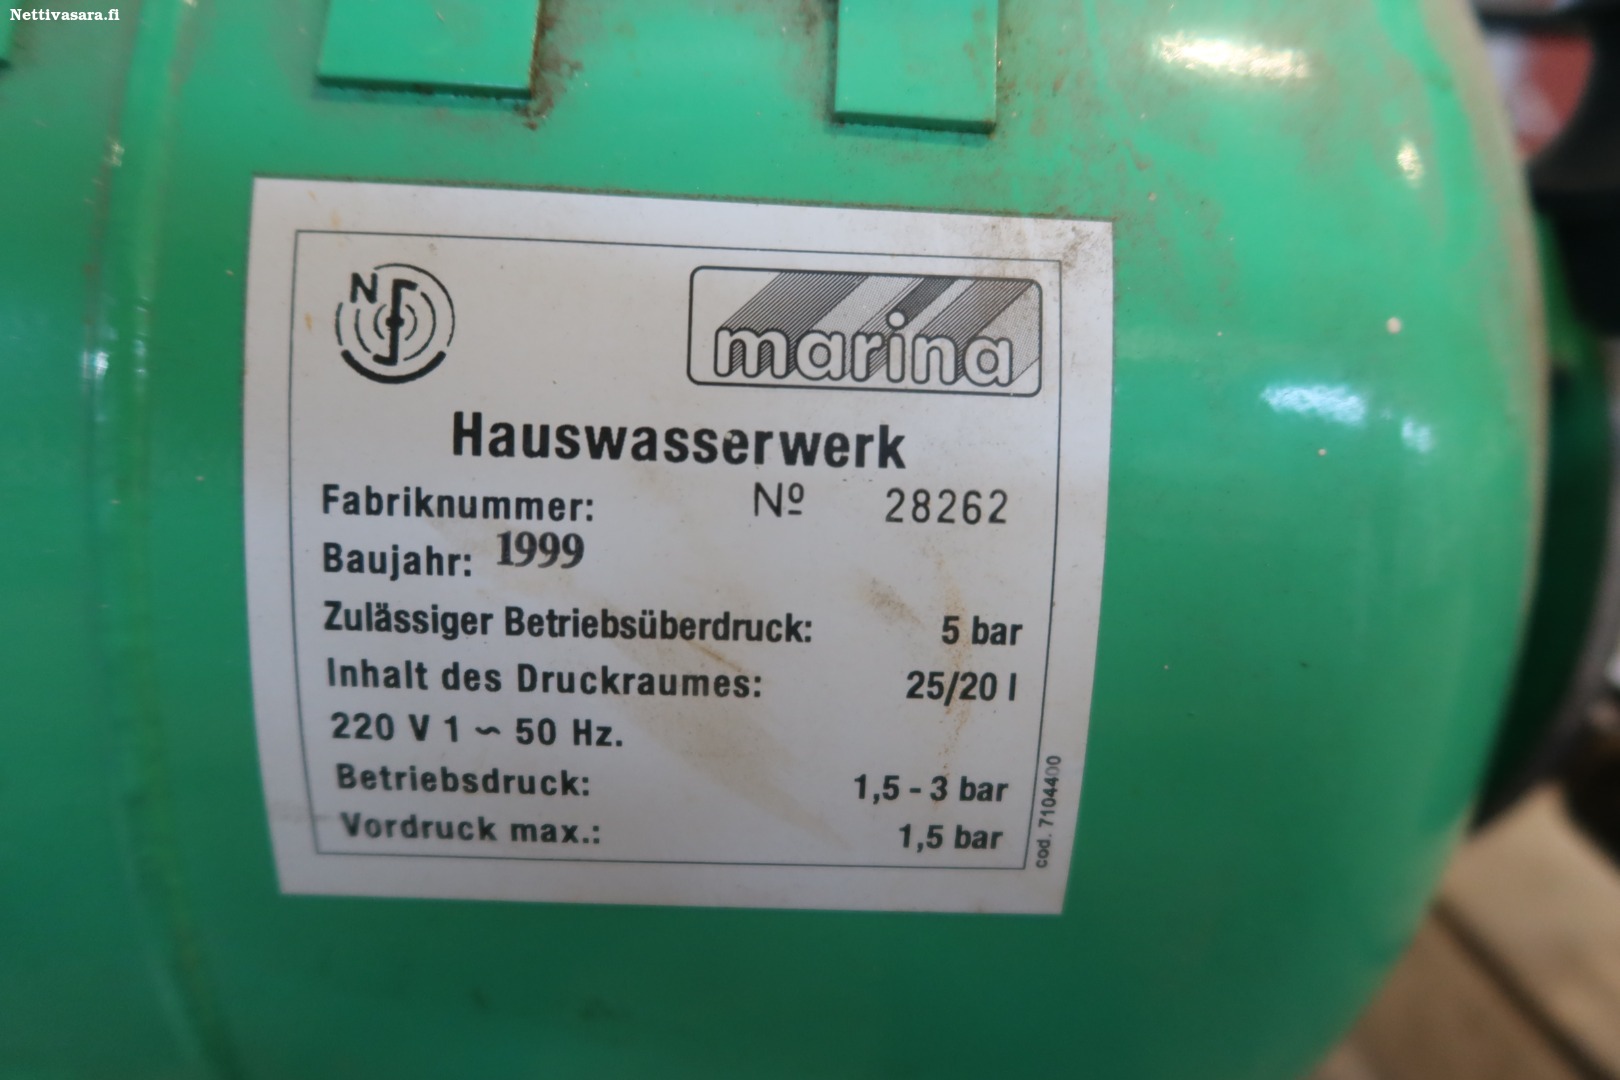 Nettivasara.fi
N
marina
Hauswasserwerk
Fabriknummer: Nº 28262
Baujahr: 1999
Zulässiger Betriebsüberdruck: 5 bar
Inhalt des Druckraumes: 25/20 l
220 V 1 ~ 50 Hz.
Betriebsdruck: 1,5 - 3 bar
Vordruck max.: 1,5 bar
cod. 7104400